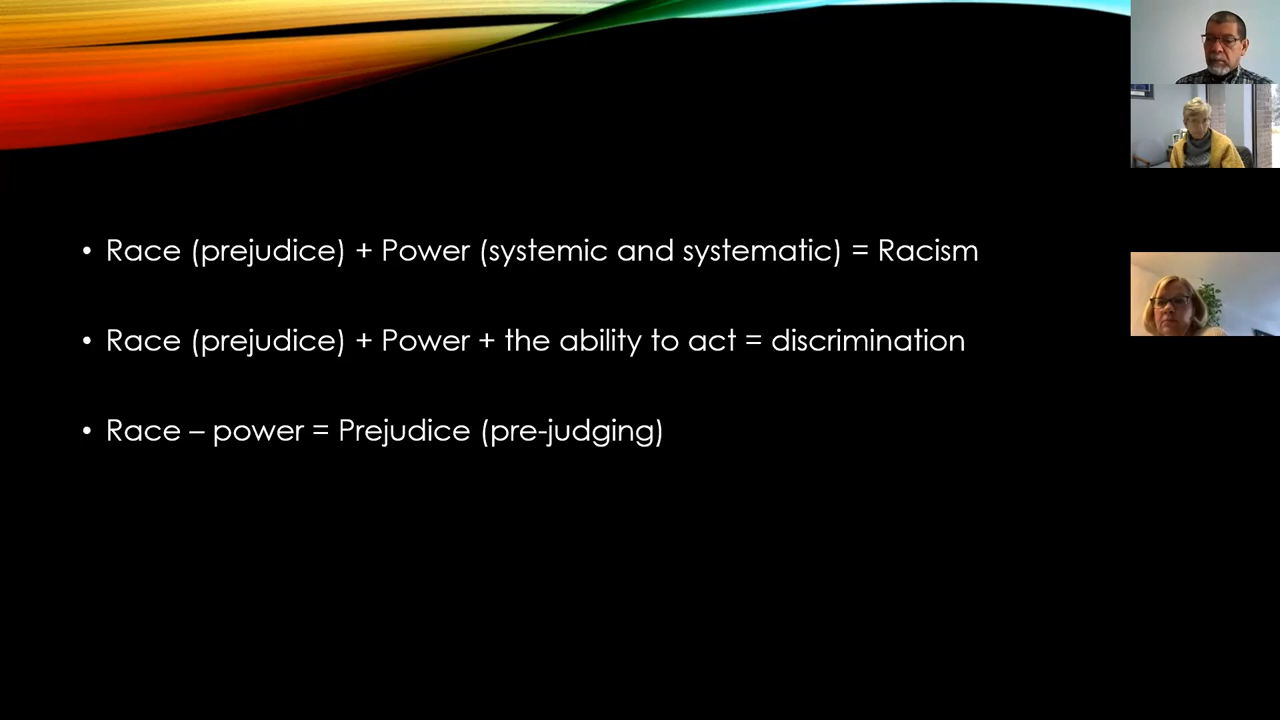 • Race (prejudice) + Power (systemic and systematic) = Racism
• Race (prejudice) + Power + the ability to act = discrimination
• Race – power = Prejudice (pre-judging)